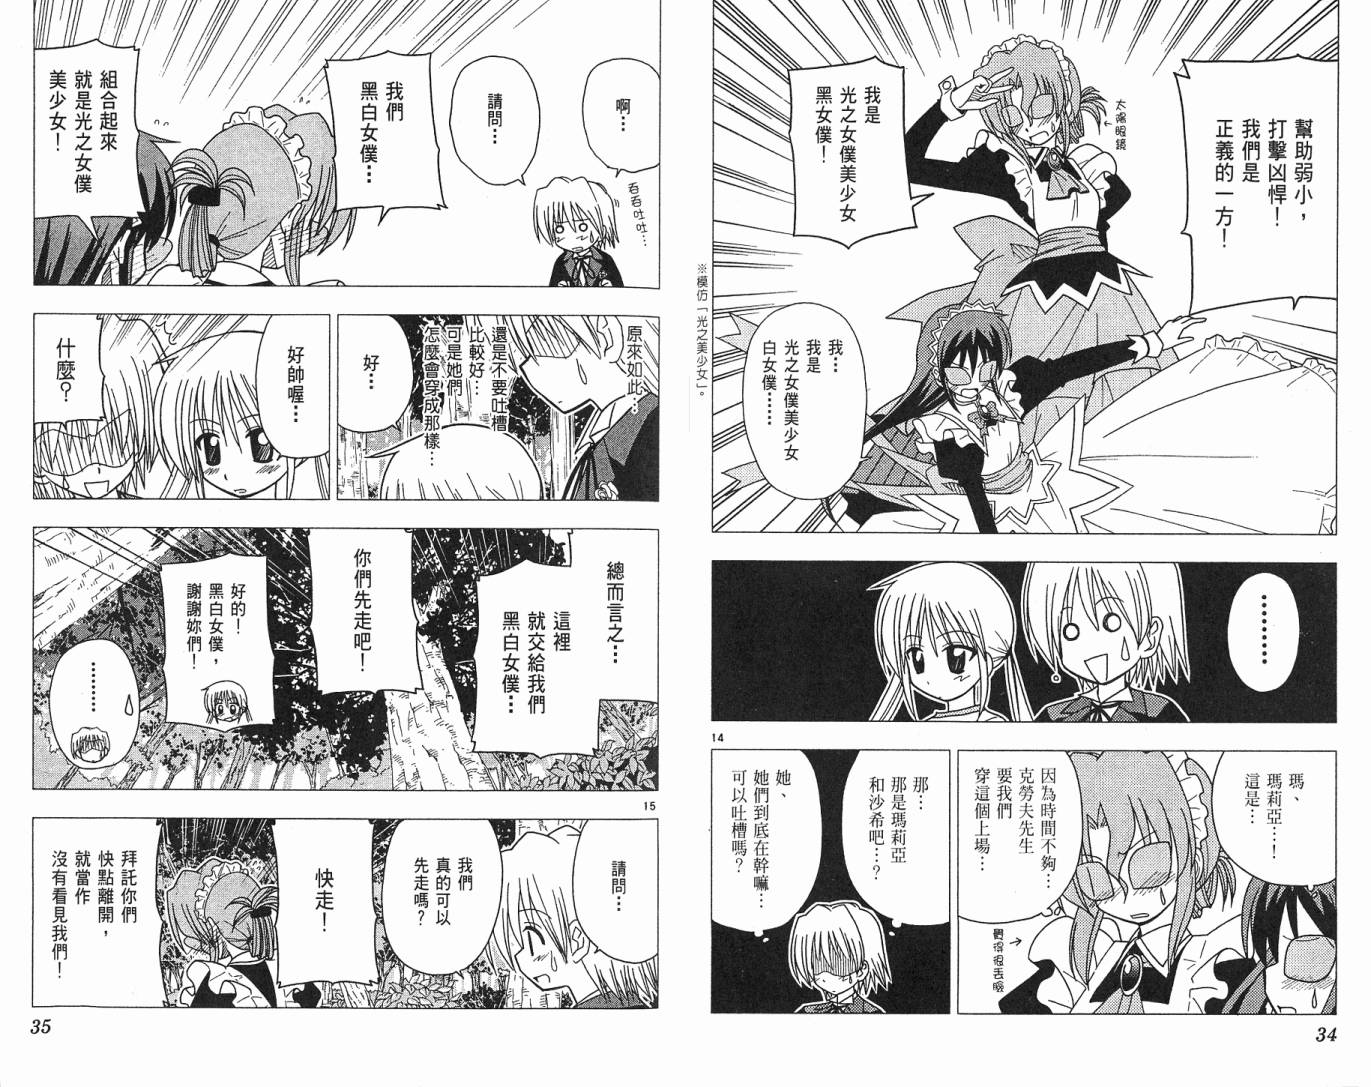 幫助弱小，
打擊凶悍！
我們是
正義的一方！
太陽眼鏡
我是
光之女僕美少女
黑女僕！
我…
我是
光之女僕美少女
白女僕……
※模仿「光之美少女」。
………
14
瑪、
瑪莉亞…！
這是…
因為時間不夠…
克勞夫先生
要我們
穿這個上場…
覺得很丟臉
那…
那是瑪莉亞
和沙希吧…？
她、
她們到底在幹嘛…
可以吐槽嗎？
34
啊…
吞吞吐吐…
請問…
我們
黑白女僕…
組合起來
就是光之女僕
美少女！
原來如此…
還是不要吐槽
比較好…
可是她們
怎麼會穿成那樣…
好…
好帥喔…
什麼？
總而言之…
這裡
就交給我們
黑白女僕…
你們先走吧！
好的！
黑白女僕，
謝謝妳們！
………
15
請問…
我們
真的可以
先走嗎？
快走！
拜託你們
快點離開，
就當作
沒有看見我們！
35